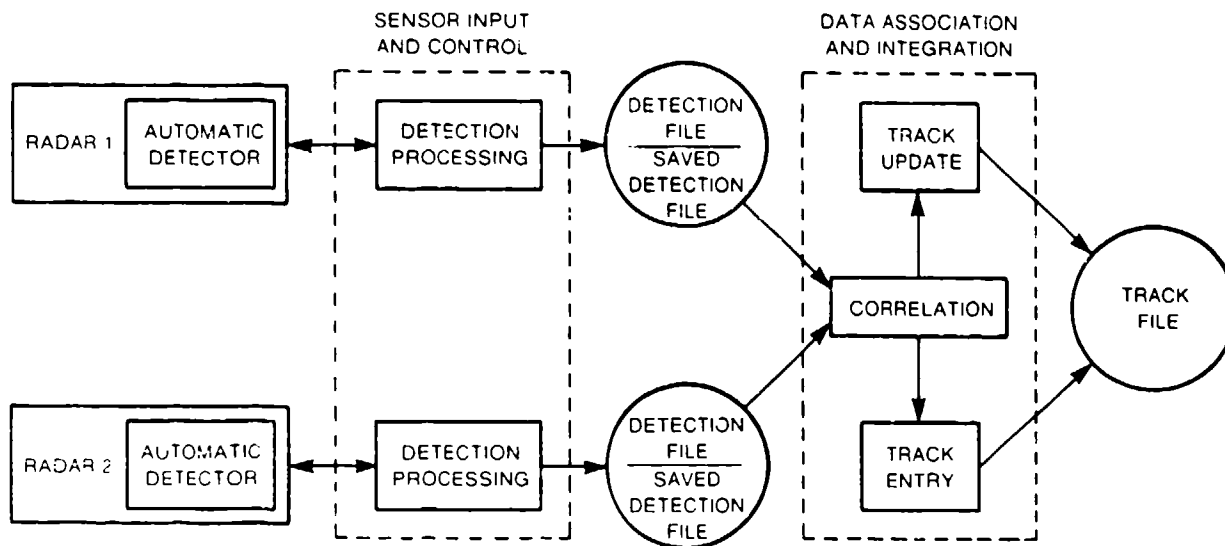 SENSOR INPUT
AND CONTROL
DATA ASSOCIATION
AND INTEGRATION
RADAR 1
AUTOMATIC
DETECTOR
DETECTION
PROCESSING
DETECTION
FILE
SAVED
DETECTION
FILE
TRACK
UPDATE
CORRELATION
TRACK
FILE
RADAR 2
AUTOMATIC
DETECTOR
DETECTION
PROCESSING
DETECTION
FILE
SAVED
DETECTION
FILE
TRACK
ENTRY